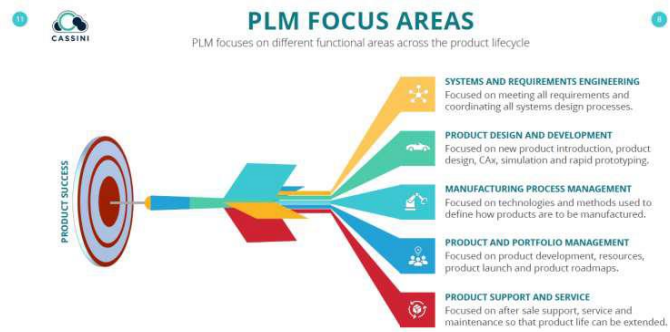 11
CASSINI
PLM FOCUS AREAS
8
PLM focuses on different functional areas across the product lifecycle
PRODUCT SUCCESS
SYSTEMS AND REQUIREMENTS ENGINEERING
Focused on meeting all requirements and
coordinating all systems design processes.
PRODUCT DESIGN AND DEVELOPMENT
Focused on new product introduction, product
design, CAx, simulation and rapid prototyping.
MANUFACTURING PROCESS MANAGEMENT
Focused on technologies and methods used to
define how products are to be manufactured.
PRODUCT AND PORTFOLIO MANAGEMENT
Focused on product development, resources,
product launch and product roadmaps.
PRODUCT SUPPORT AND SERVICE
Focused on after sale support, service and
maintenance so that product life can be extended.